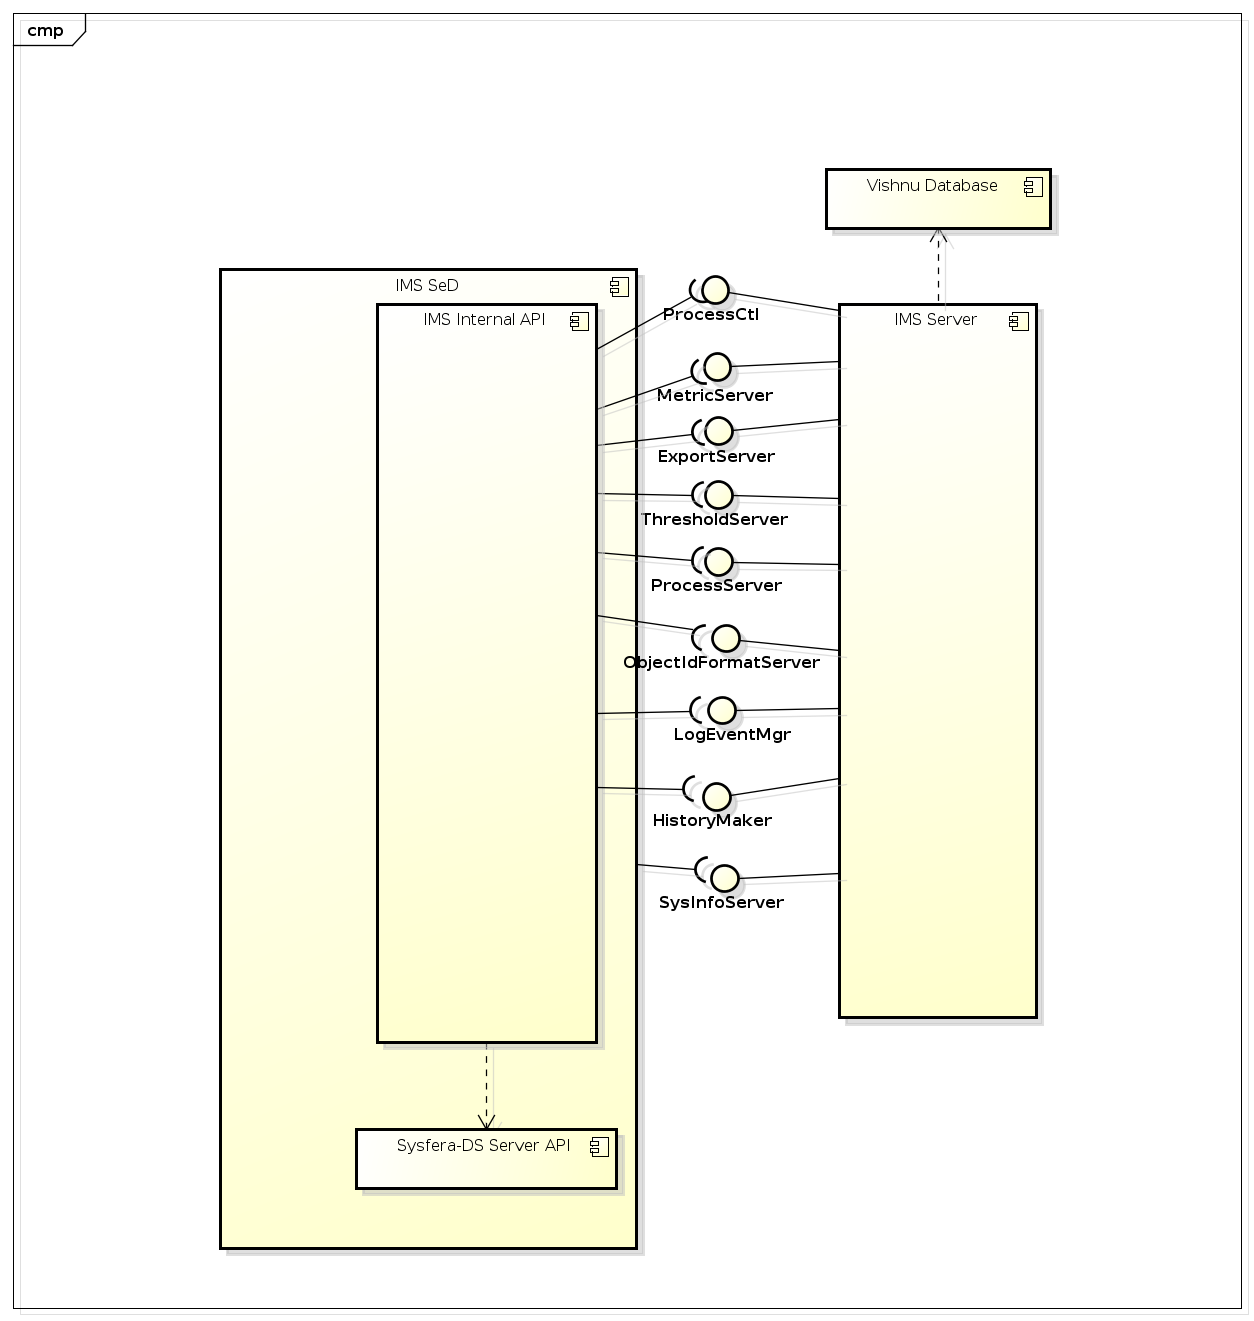 cmp
Vishnu Database
IMS SeD
IMS Internal API
IMS Server
ProcessCtl
MetricServer
ExportServer
ThresholdServer
ProcessServer
ObjectIdFormatServer
LogEventMgr
HistoryMaker
SysInfoServer
Sysfera-DS Server API